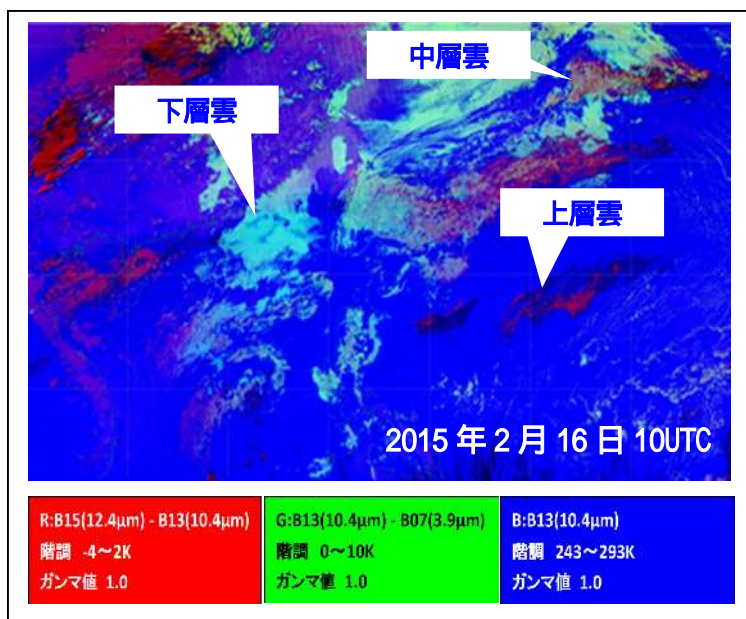 中層雲
下層雲
上層雲
2015年2月16日10UTC
R:B15(12.4μm) - B13(10.4μm)
階調 -4～2K
ガンマ値 1.0
G:B13(10.4μm) - B07(3.9μm)
階調 0～10K
ガンマ値 1.0
B:B13(10.4μm)
階調 243～293K
ガンマ値 1.0